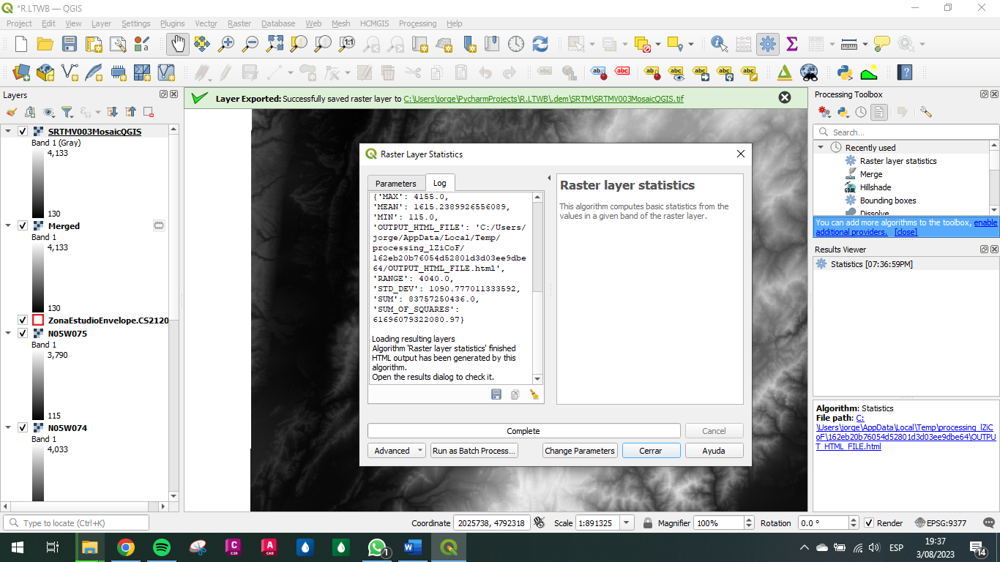 *R.LTWB — QGIS
Project Edit View Layer Settings Plugins Vector Raster Database Web Mesh HCMGIS Processing Help
Layers
Layer Exported: Successfully saved raster layer to C:\Users\jorge\PycharmProjects\R.LTWB\.dem\SRTM\SRTMV003MosaicQGIS.tif
SRTMV003MosaicQGIS
Band 1 (Gray)
4,133
130
Merged
Band 1
4,133
130
ZonaEstudioEnvelope.CS2120
N05W075
Band 1
3,790
115
N05W074
Band 1
4,033
Raster Layer Statistics
Parameters Log
{'MAX': 4155.0,
'MEAN': 1615.2389926556089,
'MIN': 115.0,
'OUTPUT_HTML_FILE': 'C:/Users/
jorge/AppData/Local/Temp/
processing_lZiCoF/
162eb20b76054d52801d3d03ee9dbe
64/OUTPUT_HTML_FILE.html',
'RANGE': 4040.0,
'STD_DEV': 1090.777011333592,
'SUM': 83757250436.0,
'SUM_OF_SQUARES':
61696079322080.97}
Loading resulting layers
Algorithm 'Raster layer statistics' finished
HTML output has been generated by this
algorithm.
Open the results dialog to check it.
Raster layer statistics
This algorithm computes basic statistics from the
values in a given band of the raster layer.
Complete
Cancel
Advanced
Run as Batch Process…
Change Parameters
Cerrar
Ayuda
Processing Toolbox
Search…
Recently used
Raster layer statistics
Merge
GDAL
Hillshade
Bounding boxes
Dissolve
You can add more algorithms to the toolbox, enable
additional providers. [close]
Results Viewer
Statistics [07:36:59PM]
Algorithm: Statistics
File path: C:
\Users\jorge\AppData\Local\Temp\processing_lZiC
oF\162eb20b76054d52801d3d03ee9dbe64\OUTPU
T_HTML_FILE.html
Type to locate (Ctrl+K)
Coordinate 2025738, 4792318 Scale 1:891325 Magnifier 100% Rotation 0.0 ° Render EPSG:9377
ESP
19:37
3/08/2023
14
1